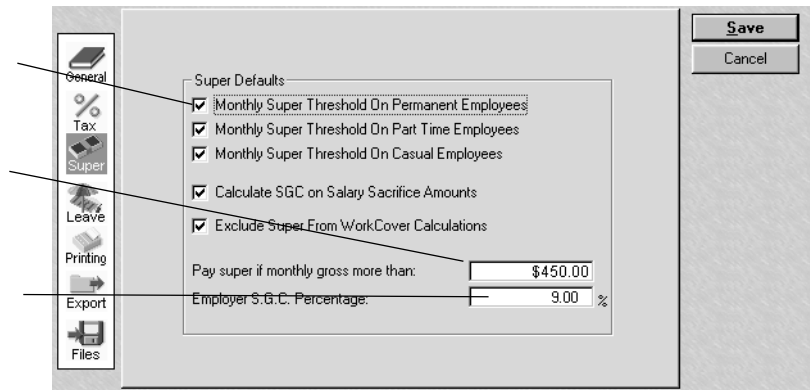 General
Tax
Super
Leave
Printing
Export
Files
Super Defaults
Monthly Super Threshold On Permanent Employees
Monthly Super Threshold On Part Time Employees
Monthly Super Threshold On Casual Employees
Calculate SGC on Salary Sacrifice Amounts
Exclude Super From WorkCover Calculations
Pay super if monthly gross more than: $450.00
Employer S.G.C. Percentage: 9.00 %
Save
Cancel